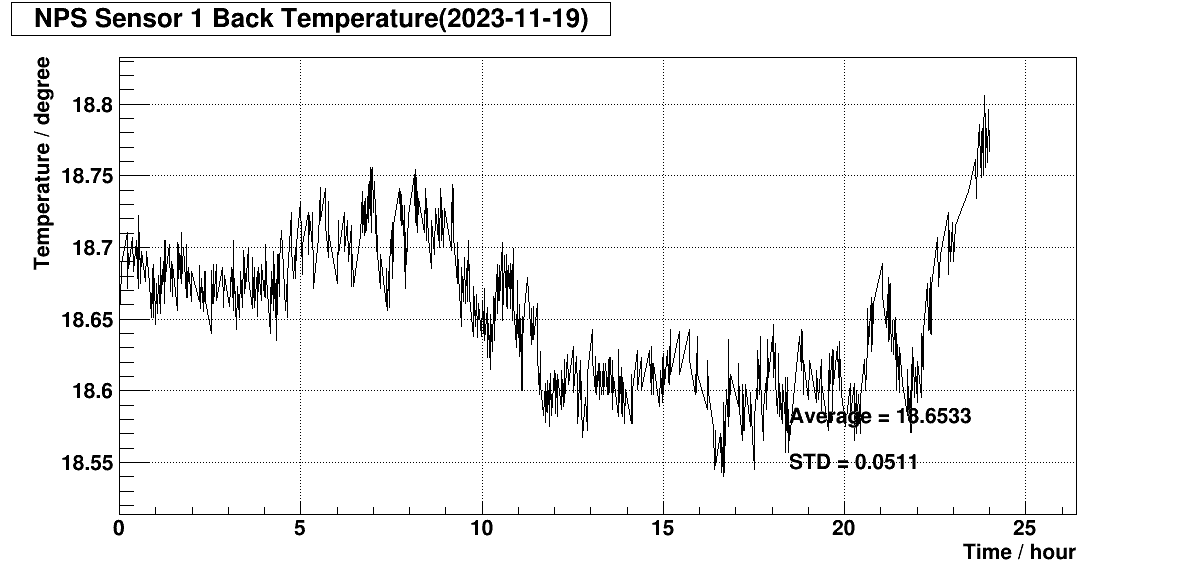 NPS Sensor 1 Back Temperature(2023-11-19)
Temperature / degree
18.8
18.75
18.7
18.65
18.6
18.55
Average = 18.6533
STD = 0.0511
0 5 10 15 20 25
Time / hour